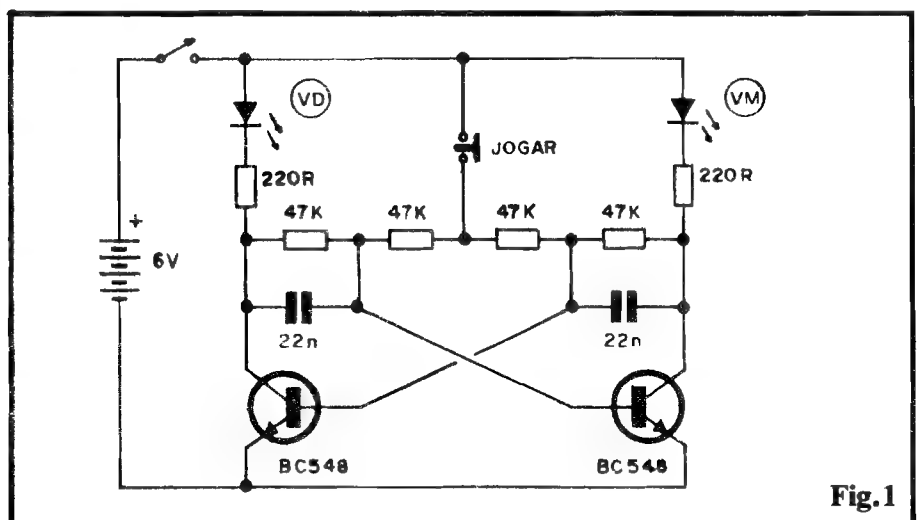 VD
VM
JOGAR
220R
220R
47K
47K
47K
47K
+
6V
22n
22n
BC548
BC548
Fig.1